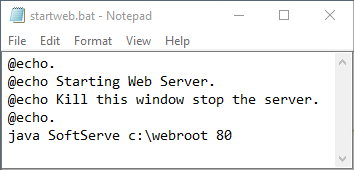 startweb.bat - Notepad
File Edit Format View Help
@echo.
@echo Starting Web Server.
@echo Kill this window stop the server.
@echo.
java SoftServe c:\webroot 80